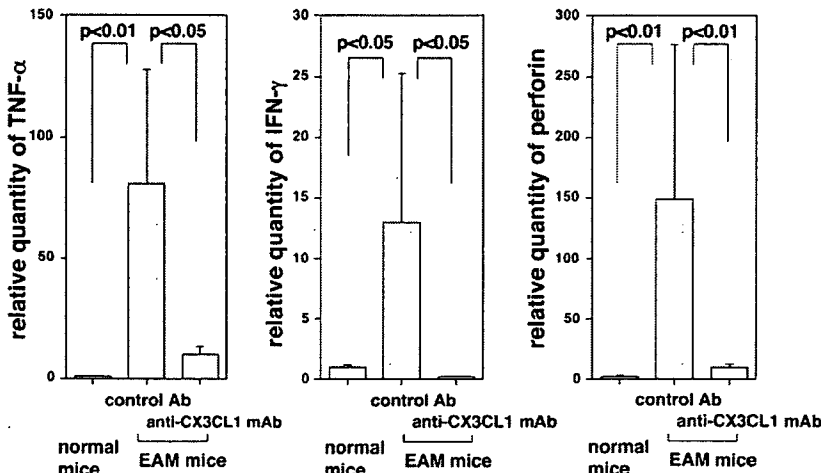 p<0.01 p<0.05
relative quantity of TNF-α
150
100
50
0
control Ab
anti-CX3CL1 mAb
normal mice
EAM mice
p<0.05 p<0.05
relative quantity of IFN-γ
30
25
20
15
10
5
0
control Ab
anti-CX3CL1 mAb
normal mice
EAM mice
p<0.01 p<0.01
relative quantity of perforin
300
250
200
150
100
50
0
control Ab
anti-CX3CL1 mAb
normal mice
EAM mice